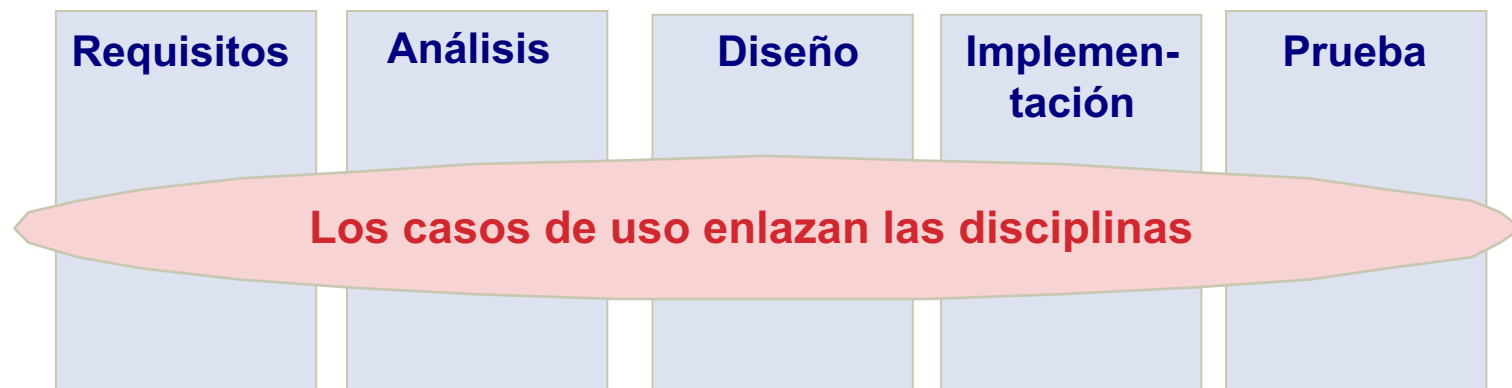 Requisitos
Análisis
Diseño
Implemen-
tación
Prueba
Los casos de uso enlazan las disciplinas